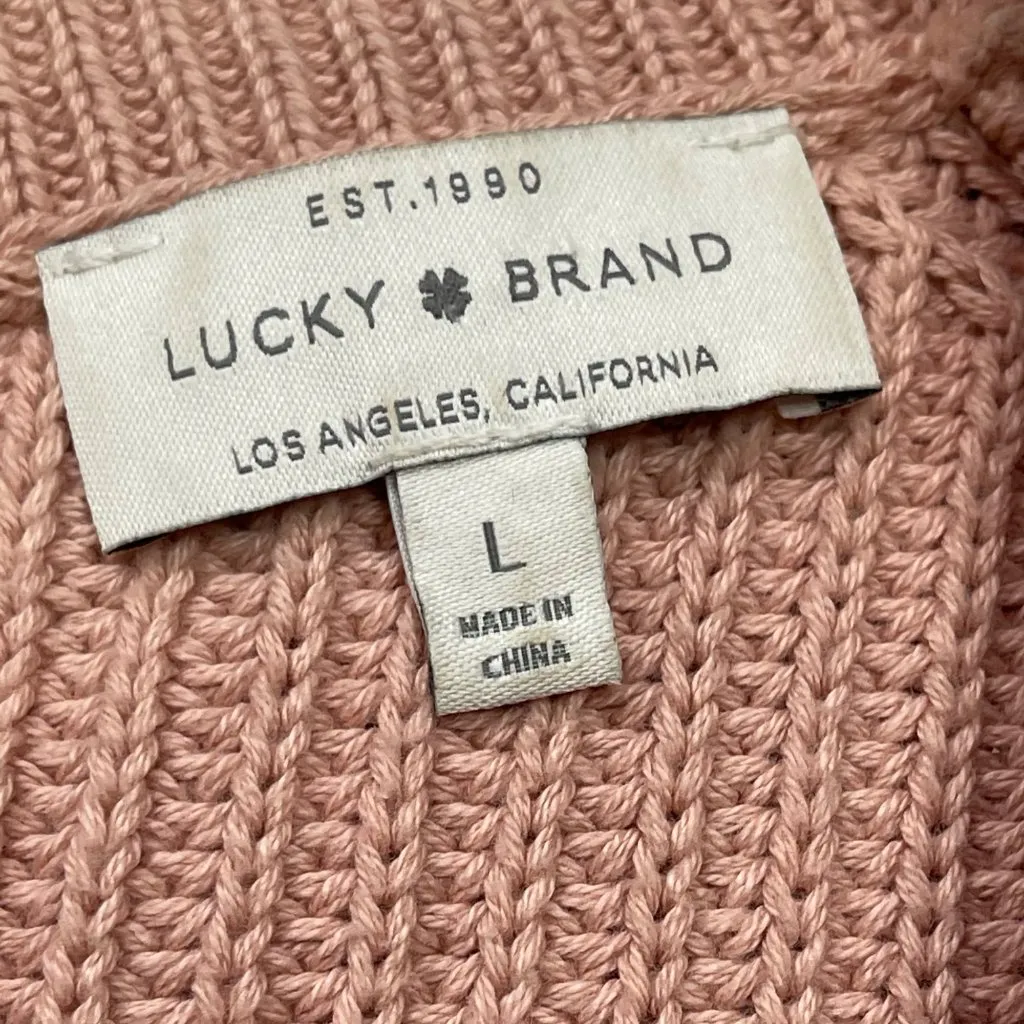 EST.1990
LUCKY BRAND
LOS ANGELES, CALIFORNIA
L
MADE IN
CHINA